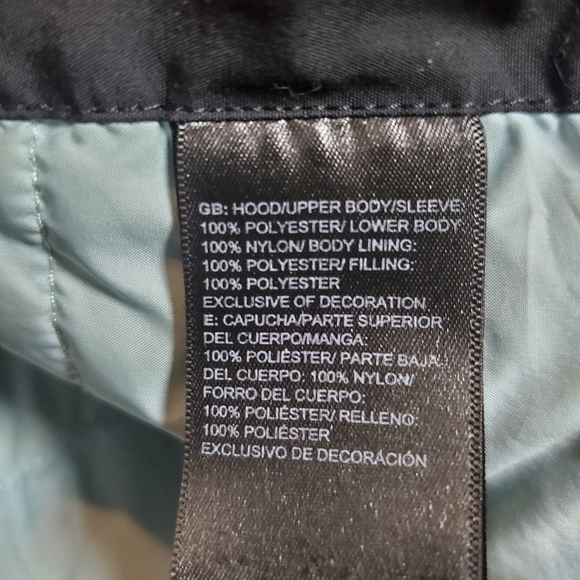 GB: HOOD/UPPER BODY/SLEEVE:
100% POLYESTER/ LOWER BODY
100% NYLON/ BODY LINING:
100% POLYESTER/ FILLING:
100% POLYESTER
EXCLUSIVE OF DECORATION
E: CAPUCHA/PARTE SUPERIOR
DEL CUERPO/MANGA:
100% POLIÉSTER/ PARTE BAJA
DEL CUERPO: 100% NYLON/
FORRO DEL CUERPO:
100% POLIÉSTER/ RELLENO:
100% POLIÉSTER
EXCLUSIVO DE DECORACIÓN